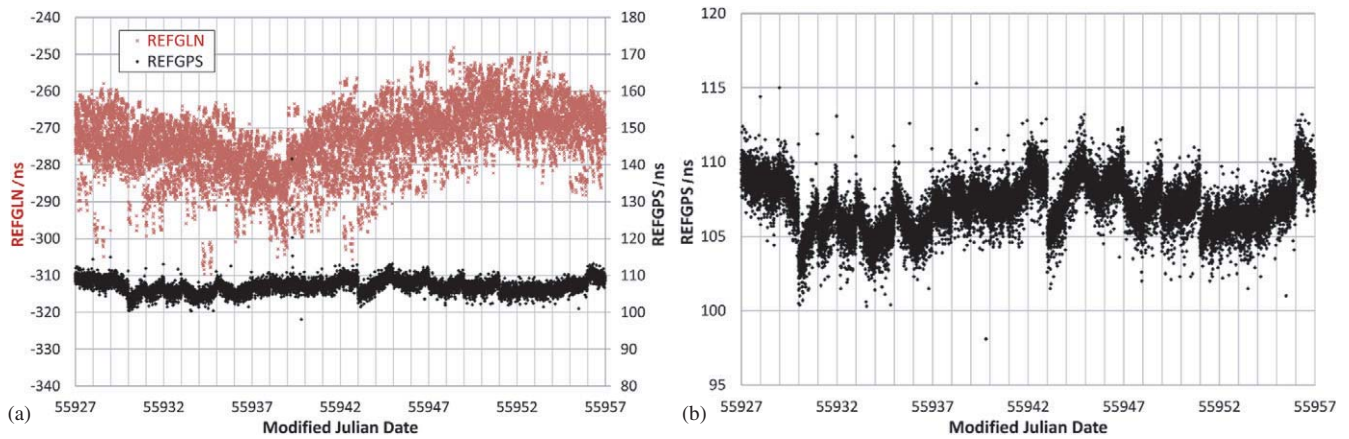 -240
-250
-260
-270
-280
-290
-300
-310
-320
-330
-340
REFGLN /ns
REFGLN
REFGPS
180
170
160
150
140
130
120
110
100
90
80
REFGPS /ns
55927 55932 55937 55942 55947 55952 55957
Modified Julian Date
(a)
120
115
110
105
100
95
REFGPS /ns
55927 55932 55937 55942 55947 55952 55957
Modified Julian Date
(b)